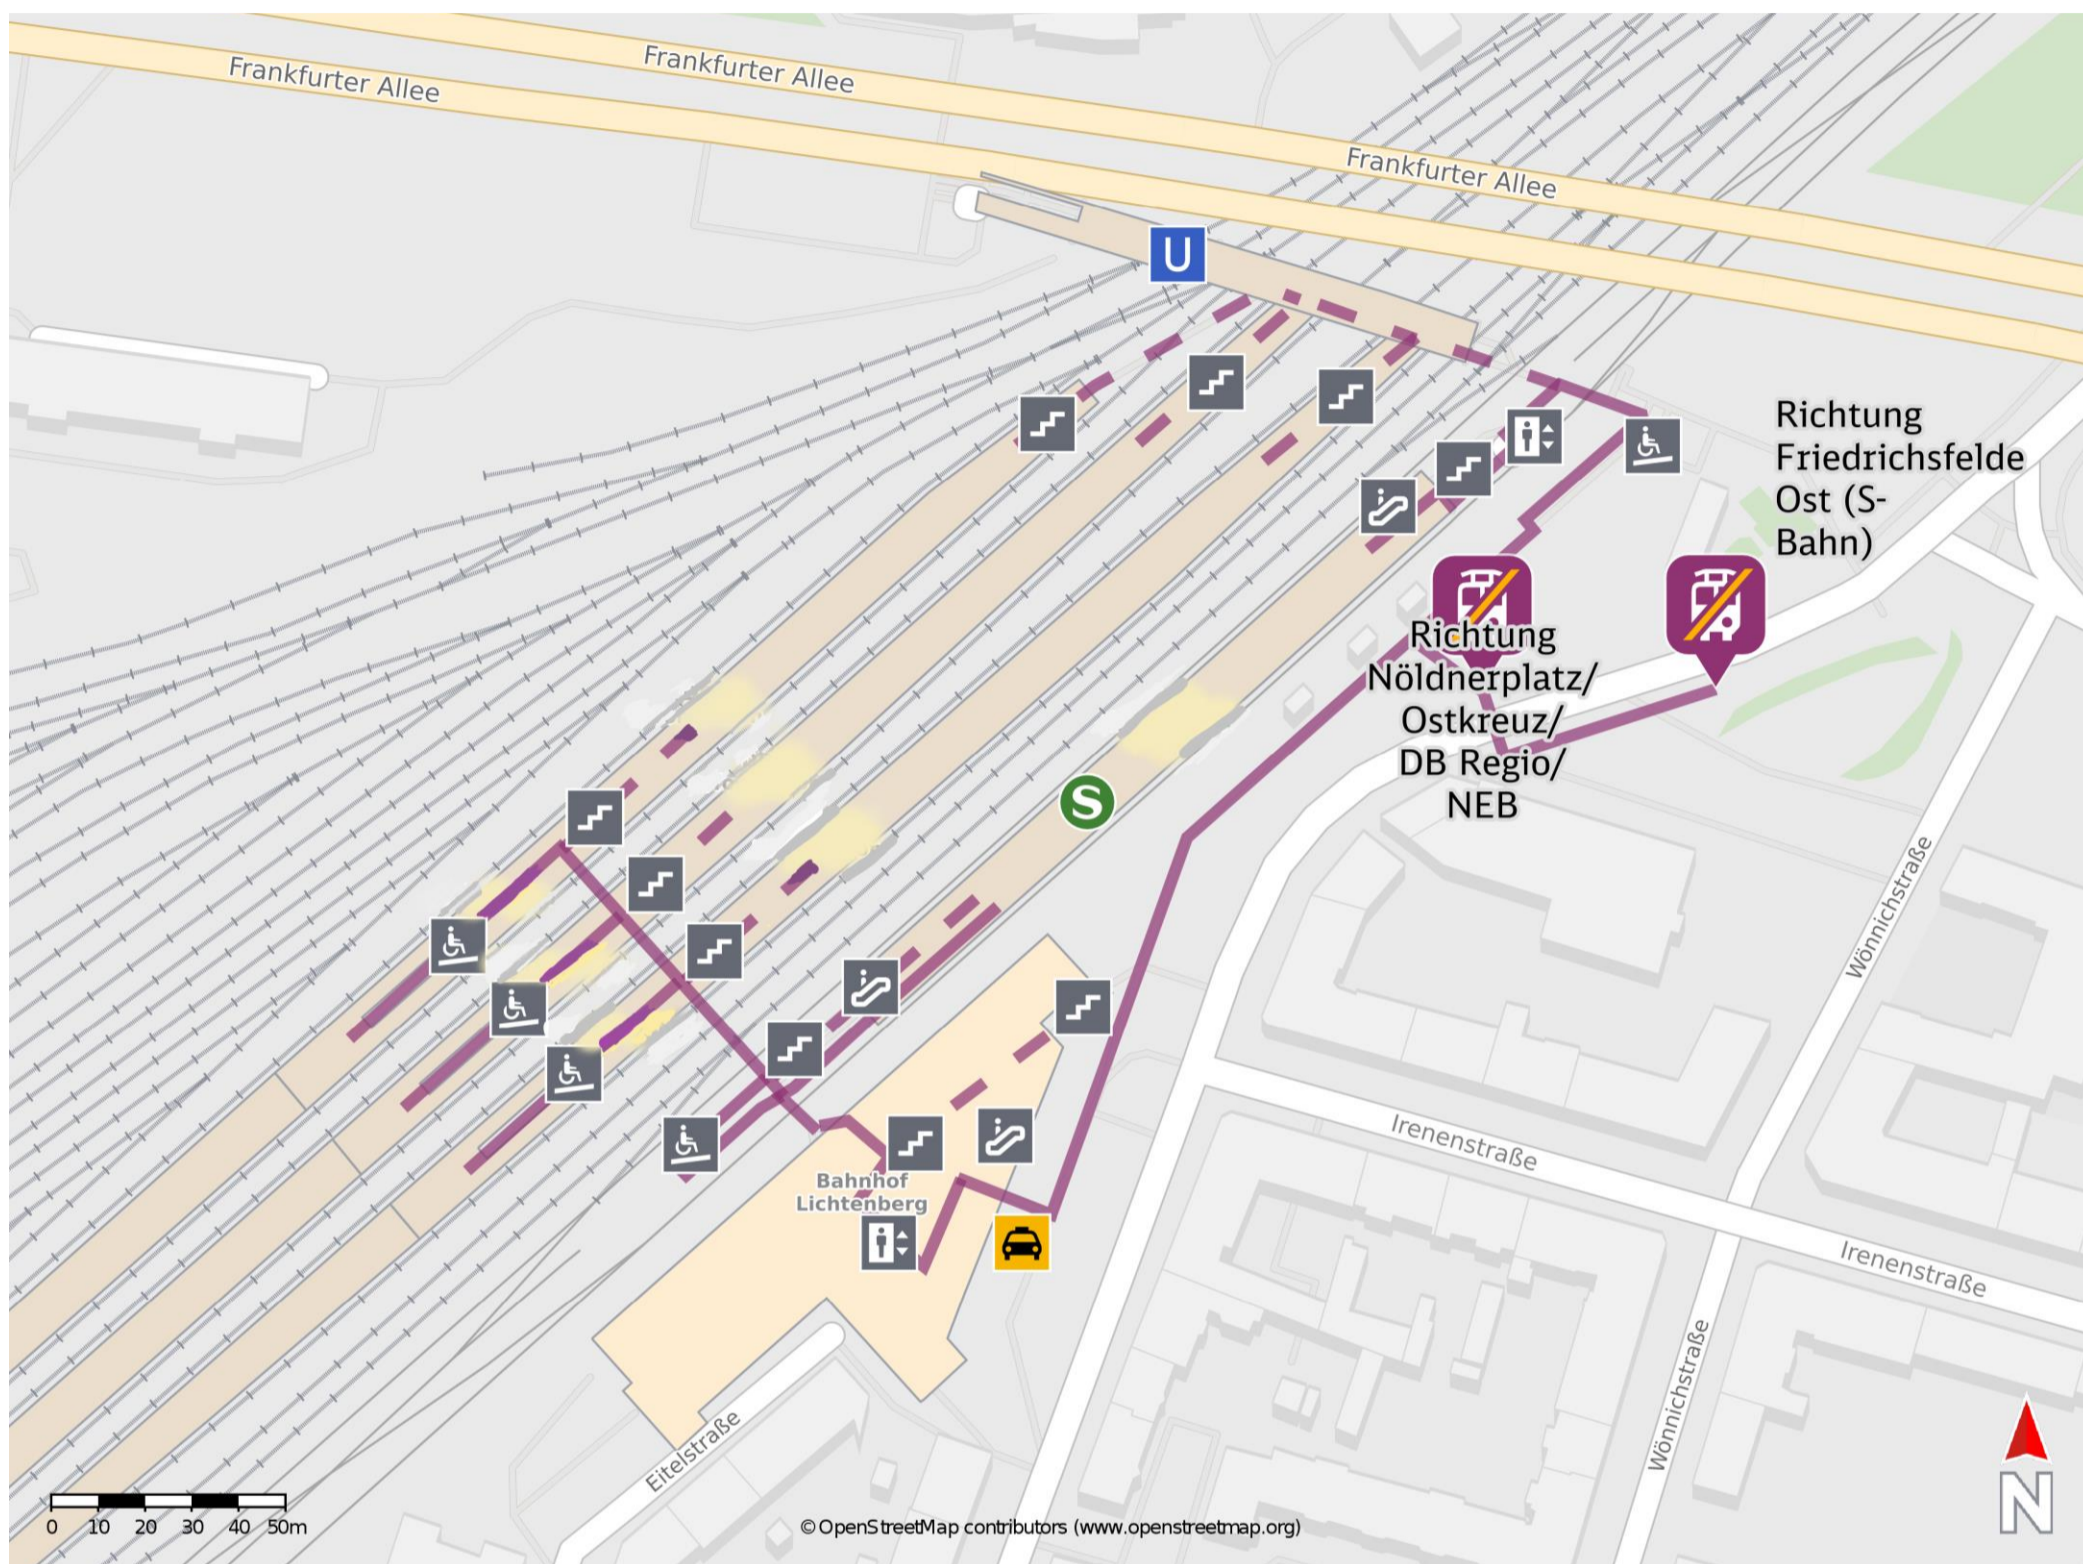 Frankfurter Allee
Frankfurter Allee
Frankfurter Allee
U
Richtung
Friedrichsfelde
Ost (S-
Bahn)
Richtung
Nöldnerplatz/
Ostkreuz/
DB Regio/
NEB
S
Wönnichstraße
Irenenstraße
Bahnhof
Lichtenberg
Irenenstraße
Wönnichstraße
Eitelstraße
N
0 10 20 30 40 50m
© OpenStreetMap contributors (www.openstreetmap.org)